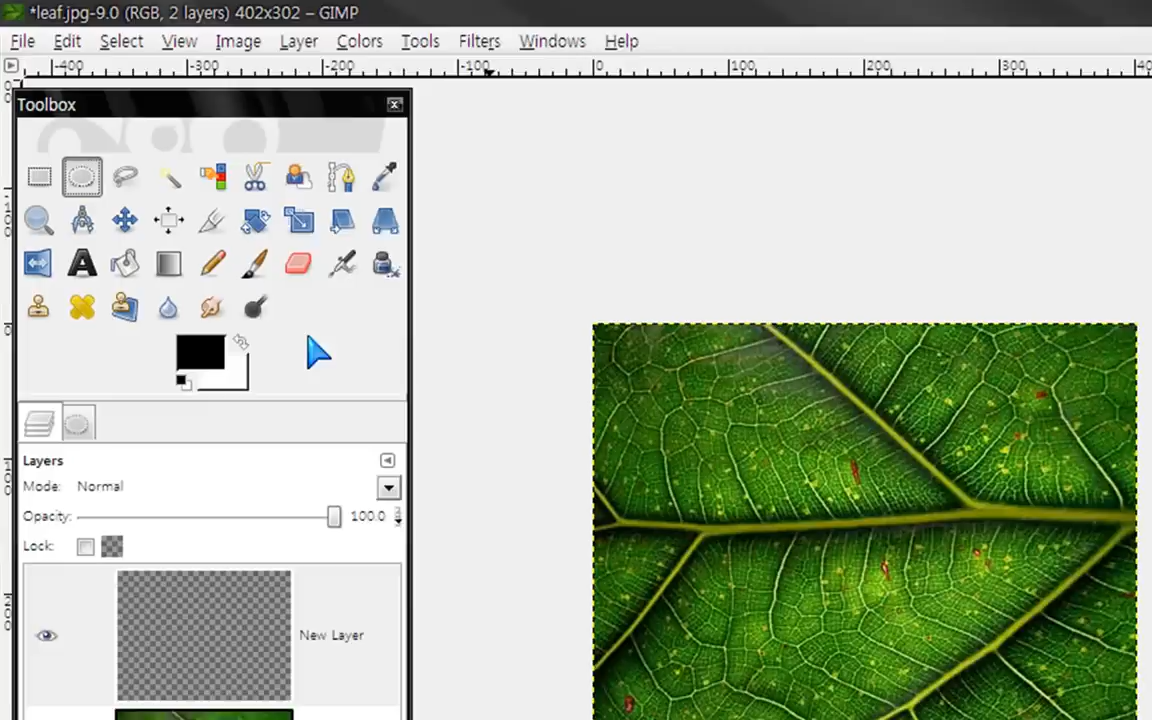 *leaf.jpg-9.0 (RGB, 2 layers) 402x302 – GIMP
File Edit Select View Image Layer Colors Tools Filters Windows Help
-400 -300 -200 -100 0 100 200 300 40
Toolbox
Layers
Mode: Normal
Opacity: 100.0
Lock:
New Layer